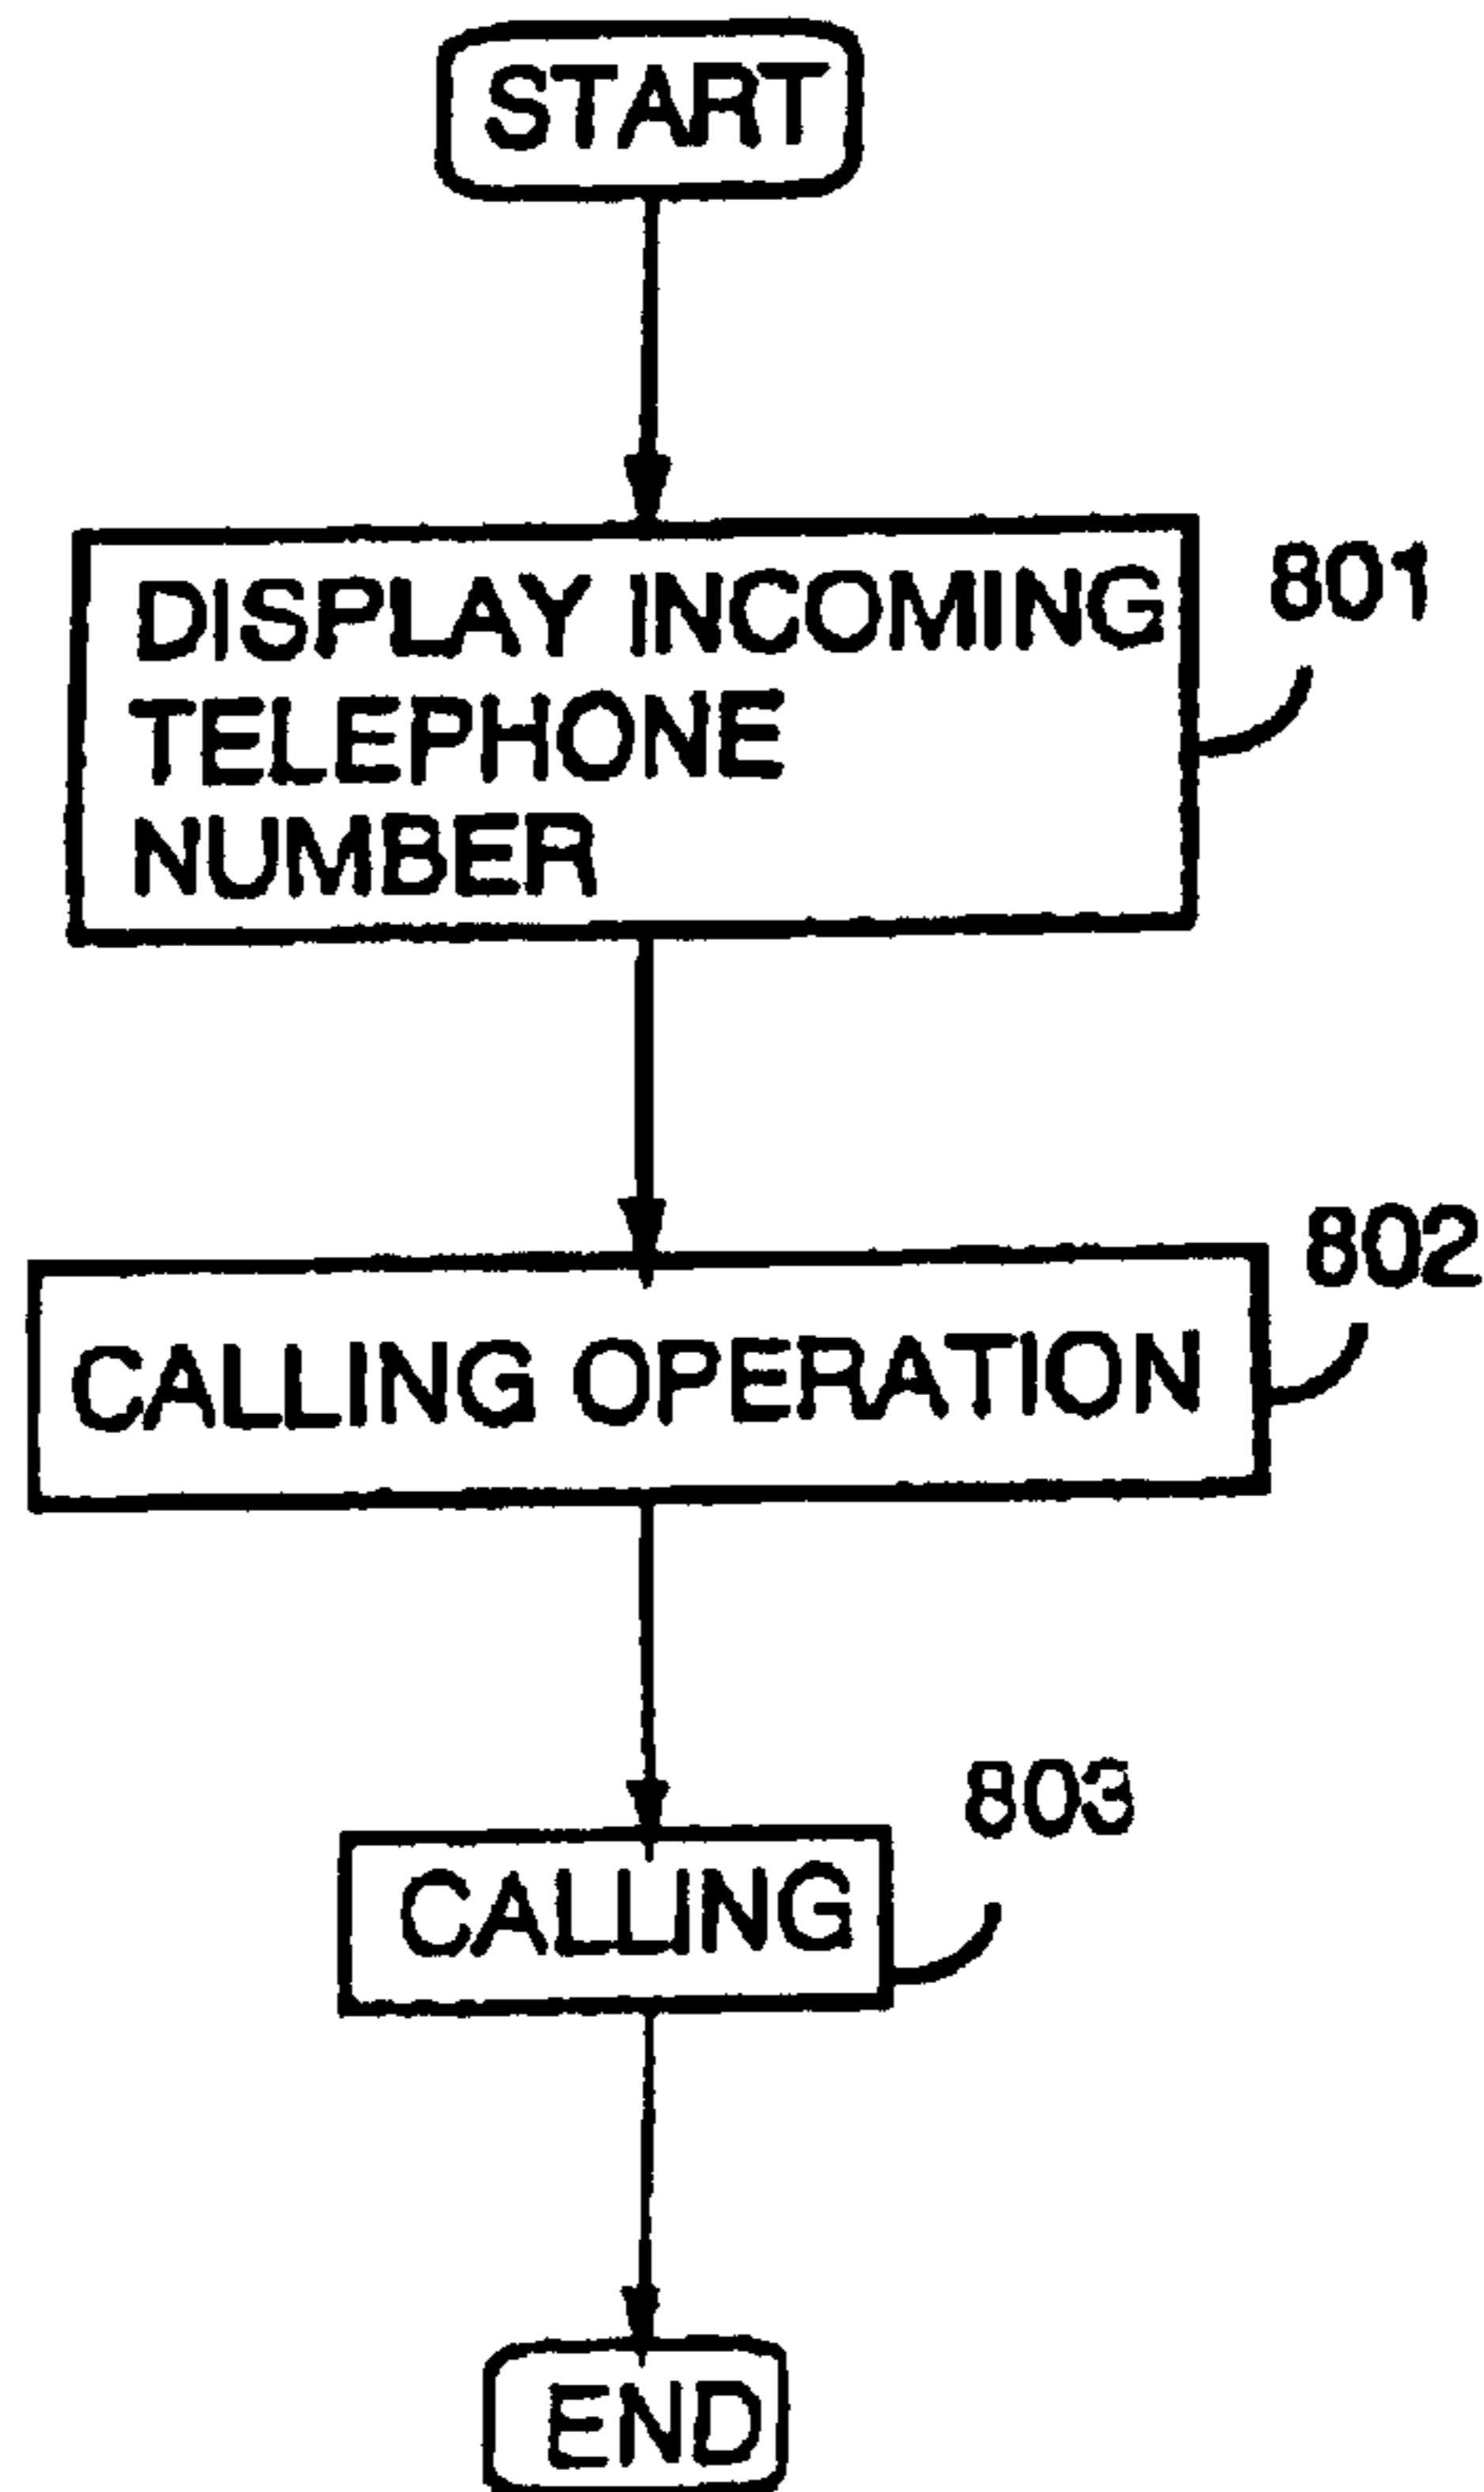 START
DISPLAY INCOMING
TELEPHONE
NUMBER
801
CALLING OPERATION
802
CALLING
803
END